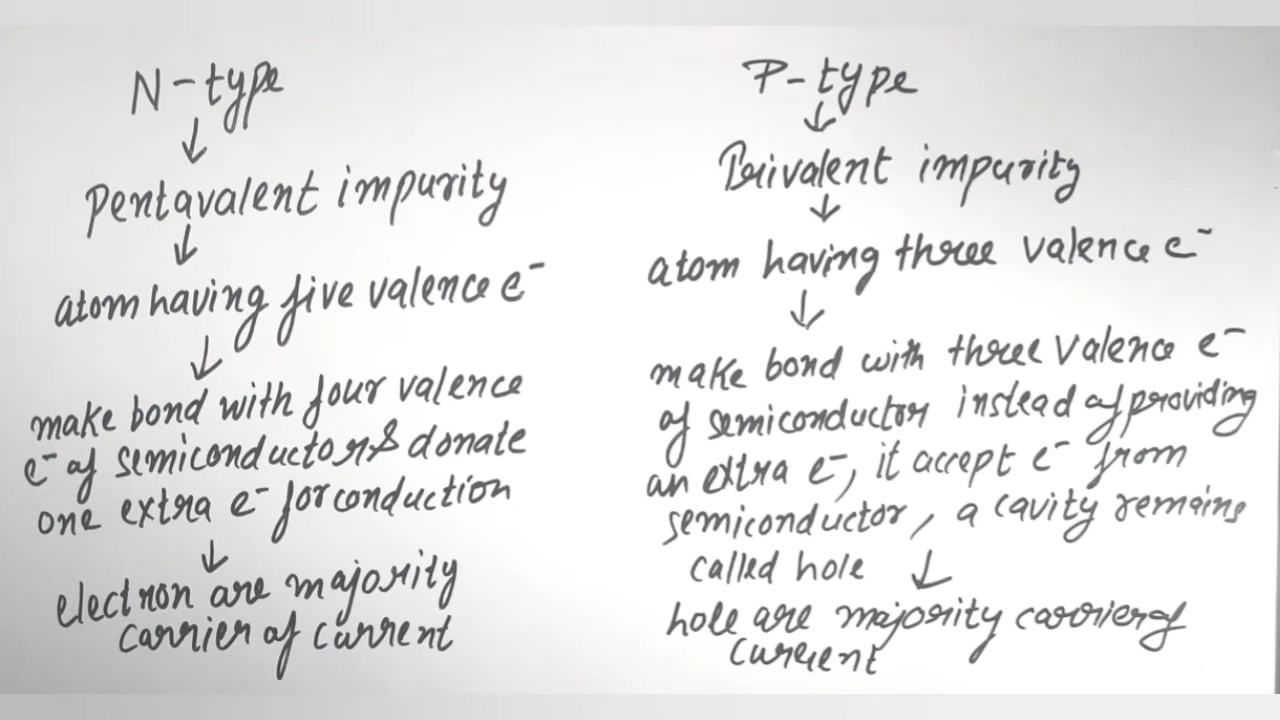 N-type
↓
Pentavalent impurity
↓
atom having five valence e⁻
↓
make bond with four valence
e⁻ of semiconductor & donate
one extra e⁻ for conduction
↓
electron are majority
carrier of current
P-type
↓
Trivalent impurity
↓
atom having three valence e⁻
↓
make bond with three valence e⁻
of semiconductor instead of providing
an extra e⁻, it accept e⁻ from
semiconductor, a cavity remains
called hole ↓
hole are majority carrier of
current